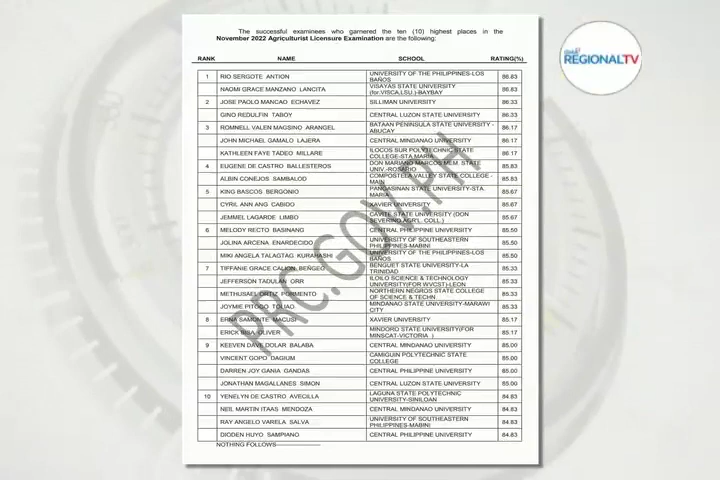 The successful examinees who garnered the ten (10) highest places in the
November 2022 Agriculturist Licensure Examination are the following:
RANK NAME SCHOOL RATING(%)
1 RIO SERGOTE ANTION UNIVERSITY OF THE PHILIPPINES-LOS BAÑOS 86.83
NAOMI GRACE MANZANO LANCITA VISAYAS STATE UNIVERSITY (for.VISCA,LSU.)-BAYBAY 86.83
2 JOSE PAOLO MANCAO ECHAVEZ SILLIMAN UNIVERSITY 86.33
GINO REDULFIN TABOY CENTRAL LUZON STATE UNIVERSITY 86.33
3 ROMNELL VALEN MAGSINO ARANGEL BATAAN PENINSULA STATE UNIVERSITY - ABUCAY 86.17
JOHN MICHAEL GAMALO LAJERA CENTRAL MINDANAO UNIVERSITY 86.17
KATHLEEN FAYE TADEO MILLARE ILOCOS SUR POLYTECHNIC STATE COLLEGE-STA MARIA 86.17
4 EUGENE DE CASTRO BALLESTEROS DON MARIANO MARCOS MEM. STATE UNIV.-ROSARIO 85.83
ALBIN CONEJOS SAMBALOD COMPOSTELA VALLEY STATE COLLEGE - MAIN 85.83
5 KING BASCOS BERGONIO PANGASINAN STATE UNIVERSITY-STA. MARIA 85.67
CYRIL ANN ANG CABIDO XAVIER UNIVERSITY 85.67
JEMMEL LAGARDE LIMBO CAVITE STATE UNIVERSITY (DON SEVERINO AGR'L. COLL.) 85.67
6 MELODY RECTO BASINANG CENTRAL PHILIPPINE UNIVERSITY 85.50
JOLINA ARCENA ENARDECIDO UNIVERSITY OF SOUTHEASTERN PHILIPPINES-MABINI 85.50
MIKI ANGELA TALAGTAG KURAHASHI UNIVERSITY OF THE PHILIPPINES-LOS BAÑOS 85.50
7 TIFFANIE GRACE CALION BENGEG BENGUET STATE UNIVERSITY-LA TRINIDAD 85.33
JEFFERSON TADULAN ORR ILOILO SCIENCE & TECHNOLOGY UNIVERSITY(FOR WVCST)-LEON 85.33
METHUSAEL ORTIZ PORMENTO NORTHERN NEGROS STATE COLLEGE OF SCIENCE & TECHN 85.33
JOYMIE PITOGO TOLIAO MINDANAO STATE UNIVERSITY-MARAWI CITY 85.33
8 ERNA SAMONTE MACUSI XAVIER UNIVERSITY 85.17
ERICK BISA OLIVER MINDORO STATE UNIVERSITY(FOR MINSCAT-VICTORIA ) 85.17
9 KEEVEN DAVE DOLAR BALABA CENTRAL MINDANAO UNIVERSITY 85.00
VINCENT GOPO DAGIUM CAMIGUIN POLYTECHNIC STATE COLLEGE 85.00
DARREN JOY GANIA GANDAS CENTRAL PHILIPPINE UNIVERSITY 85.00
JONATHAN MAGALLANES SIMON CENTRAL LUZON STATE UNIVERSITY 85.00
10 YENELYN DE CASTRO AVECILLA LAGUNA STATE POLYTECHNIC UNIVERSITY-SINILOAN 84.83
NEIL MARTIN ITAAS MENDOZA CENTRAL MINDANAO UNIVERSITY 84.83
RAY ANGELO VARELA SALVA UNIVERSITY OF SOUTHEASTERN PHILIPPINES-MABINI 84.83
DIODEN HUYO SAMPIANO CENTRAL PHILIPPINE UNIVERSITY 84.83
NOTHING FOLLOWS--------------------
PRC.GOV.PH
REGIONALTV